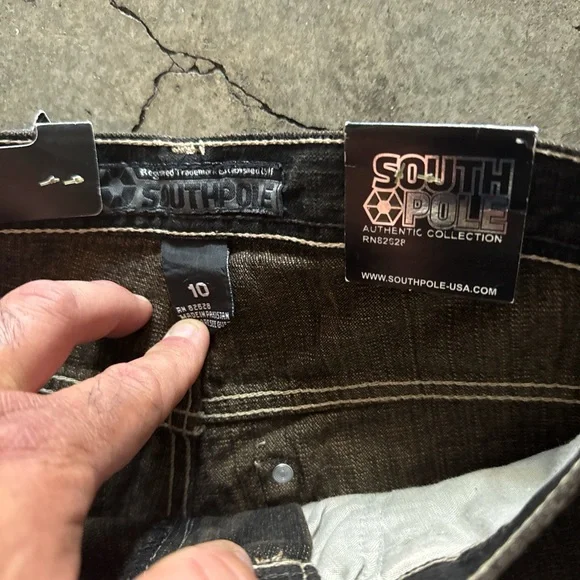 SOUTHPOLE
SOUTH
POLE
AUTHENTIC COLLECTION
RN82628
WWW.SOUTHPOLE-USA.COM
10
RN 82628
MADE IN PAKISTAN